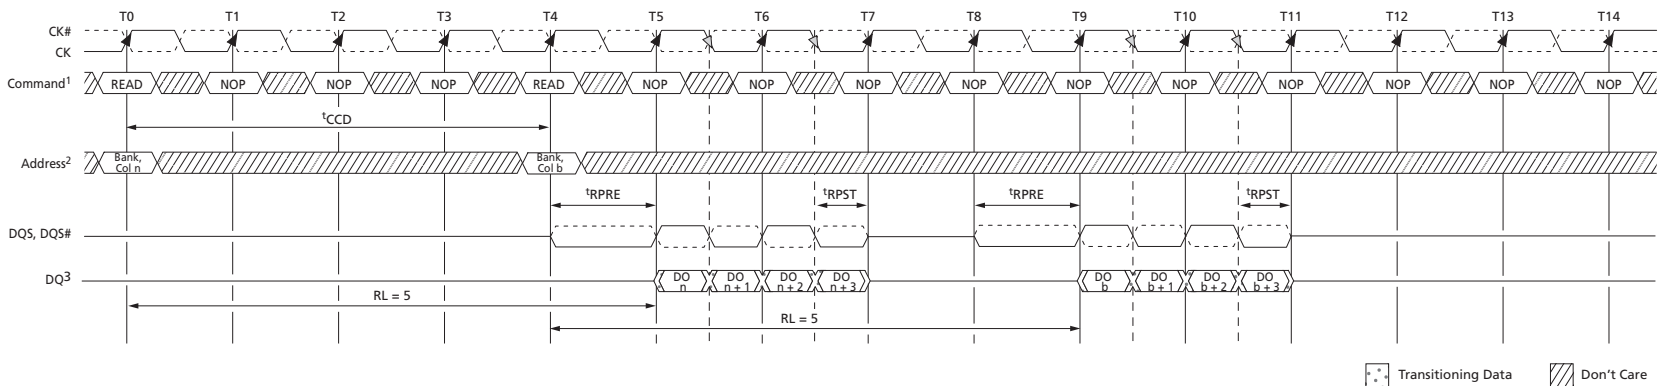 T0 T1 T2 T3 T4 T5 T6 T7 T8 T9 T10 T11 T12 T13 T14
CK#
CK
Command1 READ NOP NOP NOP READ NOP NOP NOP NOP NOP NOP NOP NOP NOP NOP
tCCD
Address2 Bank, Col n Bank, Col b
tRPRE tRPST tRPRE tRPST
DQS, DQS#
DQ3 DO n DO n + 1 DO n + 2 DO n + 3 DO b DO b + 1 DO b + 2 DO b + 3
RL = 5
RL = 5
Transitioning Data Don't Care